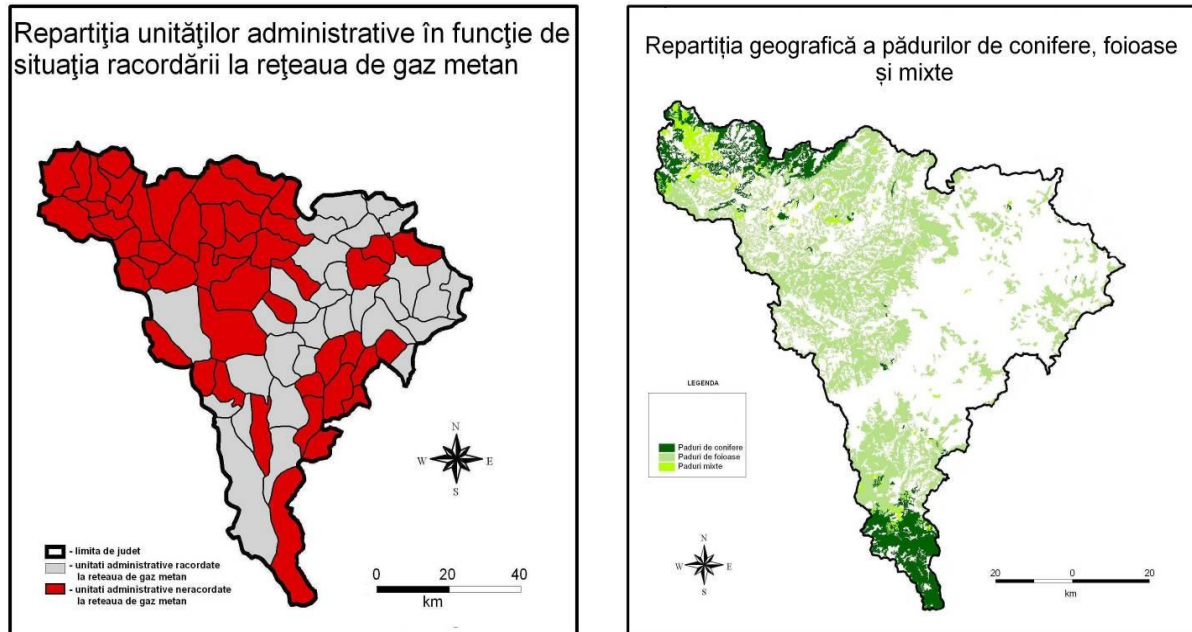 Repartiţia unităţilor administrative în funcţie de
situaţia racordării la reţeaua de gaz metan
N
W
E
S
- limita de judet
- unitati administrative racordate
la reteaua de gaz metan
- unitati administrative neracordate
la reteaua de gaz metan
0 20 40
km
Repartiția geografică a pădurilor de conifere, foioase
și mixte
LEGENDA
Paduri de conifere
Paduri de foioase
Paduri mixte
N
W
E
S
20 0 20
km